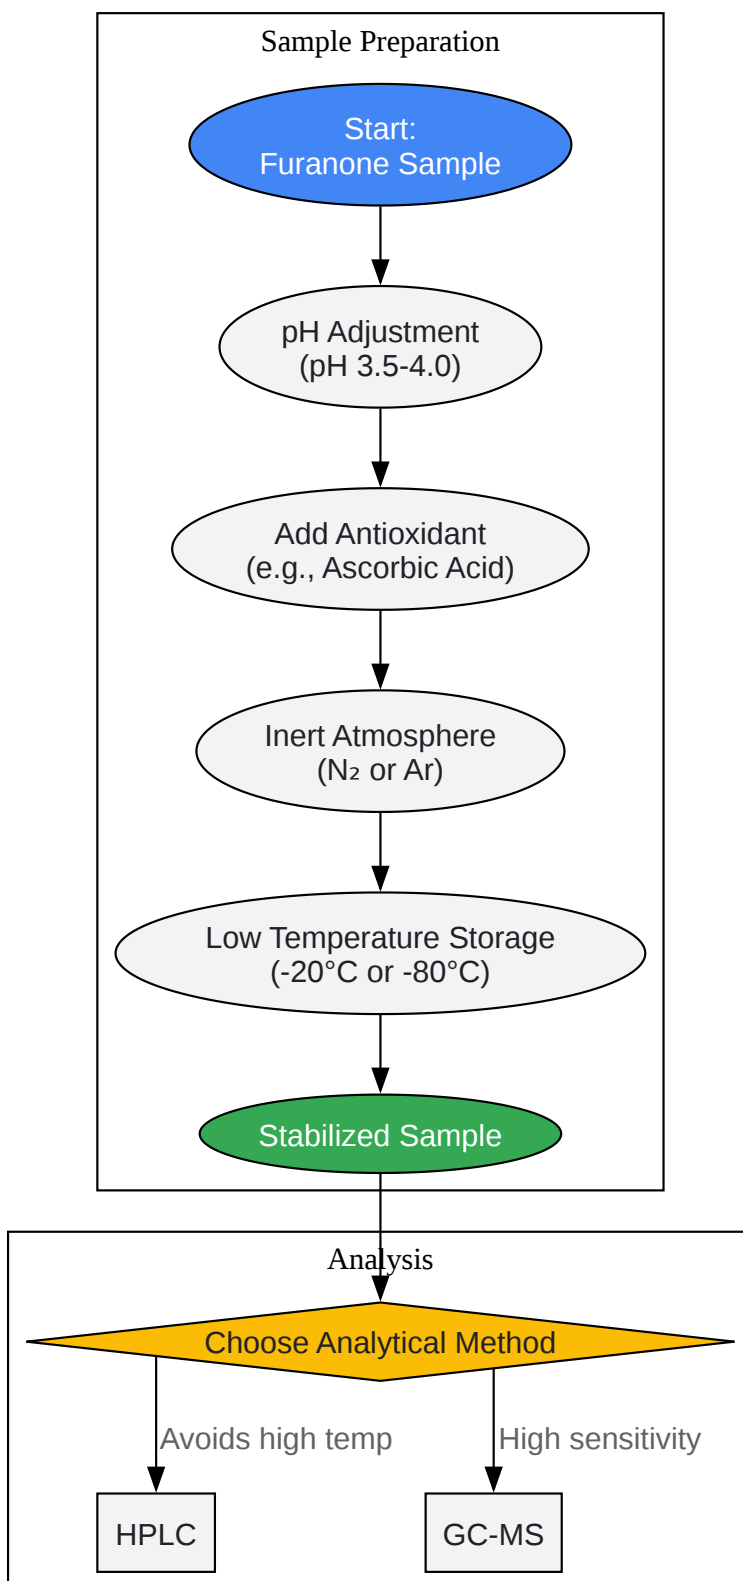 Sample Preparation
Start:
Furanone Sample
pH Adjustment
(pH 3.5-4.0)
Add Antioxidant
(e.g., Ascorbic Acid)
Inert Atmosphere
(N₂ or Ar)
Low Temperature Storage
(-20°C or -80°C)
Stabilized Sample
Analysis
Choose Analytical Method
Avoids high temp
High sensitivity
HPLC
GC-MS